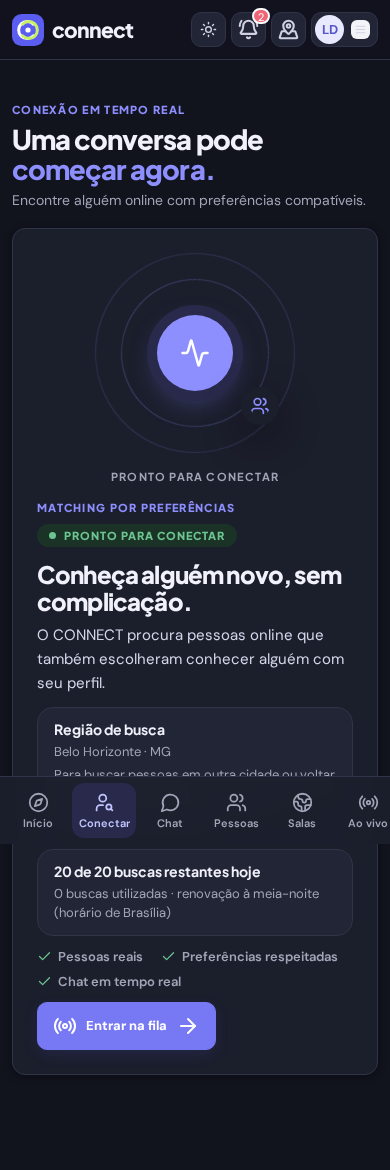 connect
2
LD
CONEXÃO EM TEMPO REAL
Uma conversa pode
começar agora.
Encontre alguém online com preferências compatíveis.
PRONTO PARA CONECTAR
MATCHING POR PREFERÊNCIAS
PRONTO PARA CONECTAR
Conheça alguém novo, sem
complicação.
O CONNECT procura pessoas online que
também escolheram conhecer alguém com
seu perfil.
Região de busca
Belo Horizonte · MG
Para buscar pessoas em outra cidade ou voltar
Início
Conectar
Chat
Pessoas
Salas
Ao vivo
20 de 20 buscas restantes hoje
0 buscas utilizadas · renovação à meia-noite
(horário de Brasília)
Pessoas reais
Preferências respeitadas
Chat em tempo real
Entrar na fila